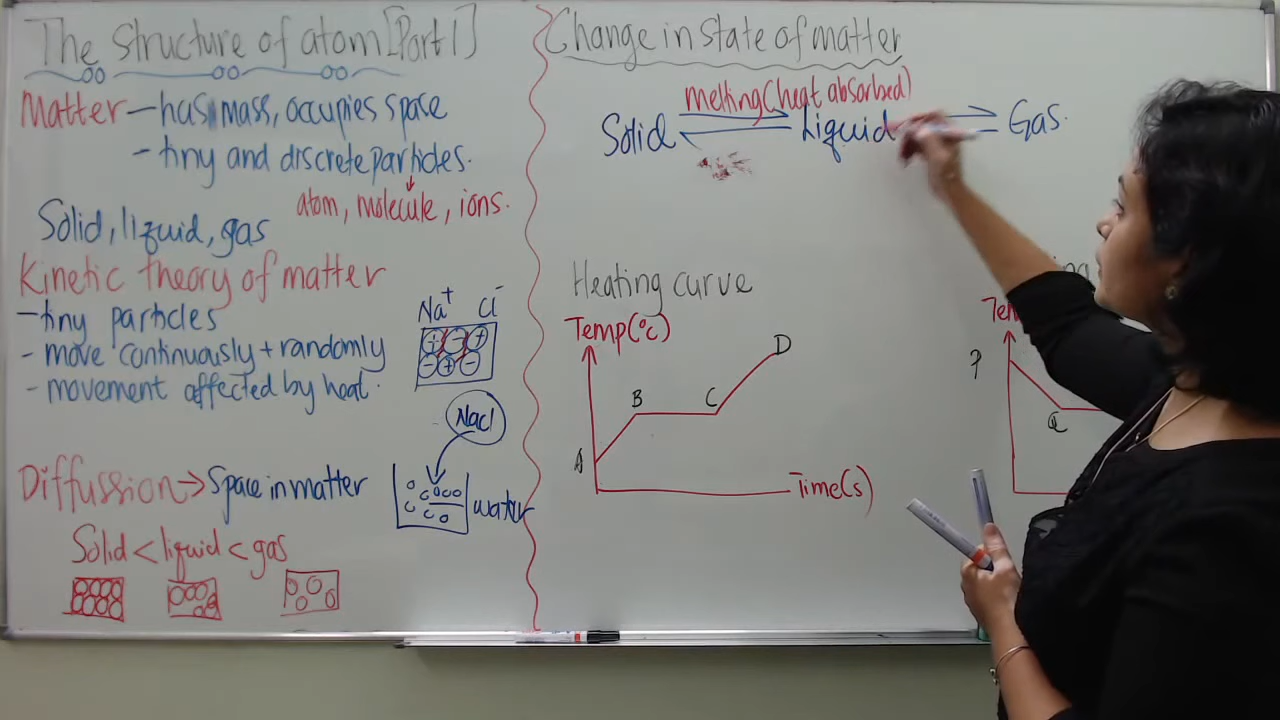 The structure of atom [Part 1]
Matter – has mass, occupies space
- tiny and discrete particles.
atom, molecule, ions.
Solid, liquid, gas
Kinetic theory of matter
- tiny particles
- move continuously + randomly
- movement affected by heat.
Na+ Cl-
+ - +
- + -
NaCl
water
Diffussion → Space in matter
Solid < liquid < gas
Change in state of matter
melting (heat absorbed)
Solid Liquid Gas.
Heating curve
Temp(°C)
A B C D
Time(s)
P
Q